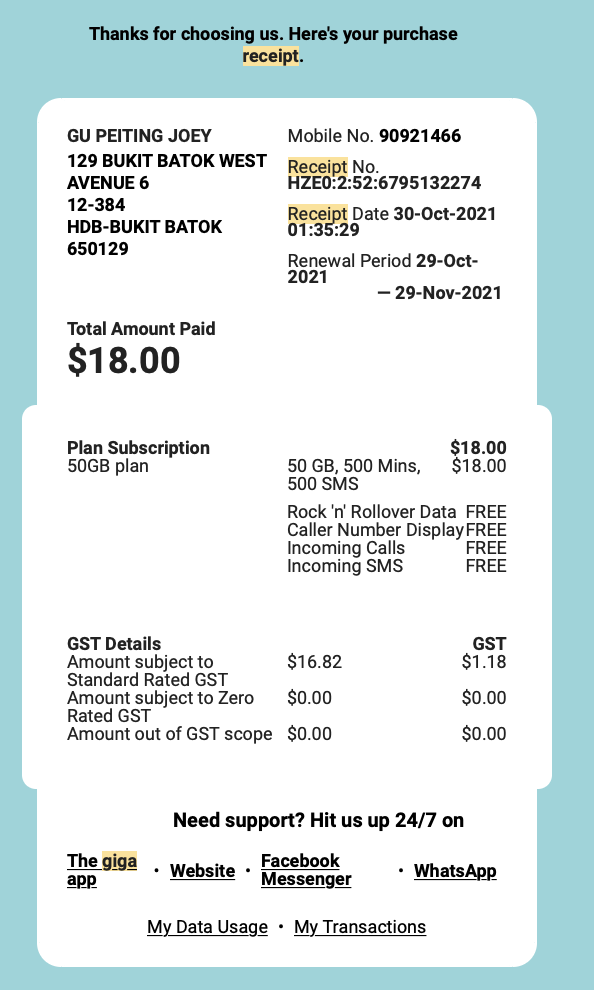 Thanks for choosing us. Here's your purchase
receipt.
GU PEITING JOEY
129 BUKIT BATOK WEST
AVENUE 6
12-384
HDB-BUKIT BATOK
650129
Mobile No. 90921466
Receipt No.
HZE0:2:52:6795132274
Receipt Date 30-Oct-2021
01:35:29
Renewal Period 29-Oct-
2021
— 29-Nov-2021
Total Amount Paid
$18.00
Plan Subscription $18.00
50GB plan 50 GB, 500 Mins, $18.00
500 SMS
Rock 'n' Rollover Data FREE
Caller Number Display FREE
Incoming Calls FREE
Incoming SMS FREE
GST Details GST
Amount subject to $16.82 $1.18
Standard Rated GST
Amount subject to Zero $0.00 $0.00
Rated GST
Amount out of GST scope $0.00 $0.00
Need support? Hit us up 24/7 on
The giga
app • Website • Facebook
Messenger • WhatsApp
My Data Usage • My Transactions